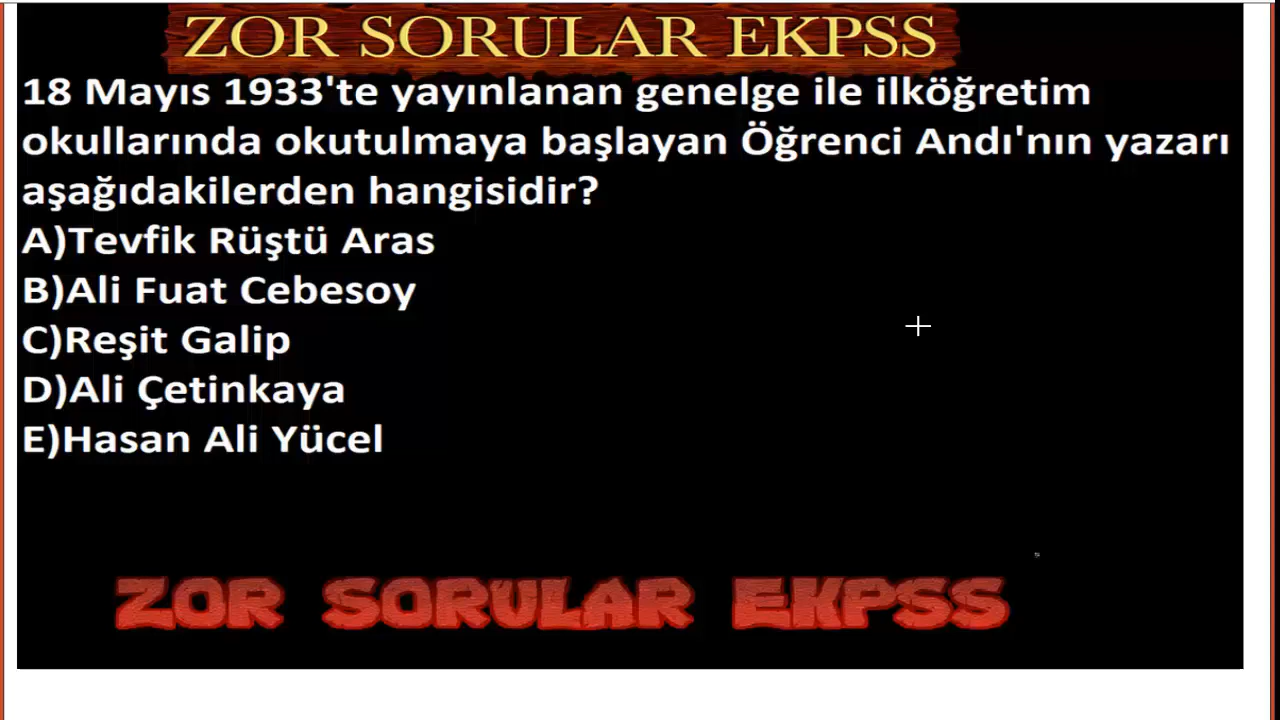 ZOR SORULAR EKPSS
18 Mayıs 1933'te yayınlanan genelge ile ilköğretim
okullarında okutulmaya başlayan Öğrenci Andı'nın yazarı
aşağıdakilerden hangisidir?
A)Tevfik Rüştü Aras
B)Ali Fuat Cebesoy
C)Reşit Galip
D)Ali Çetinkaya
E)Hasan Ali Yücel
ZOR SORULAR EKPSS